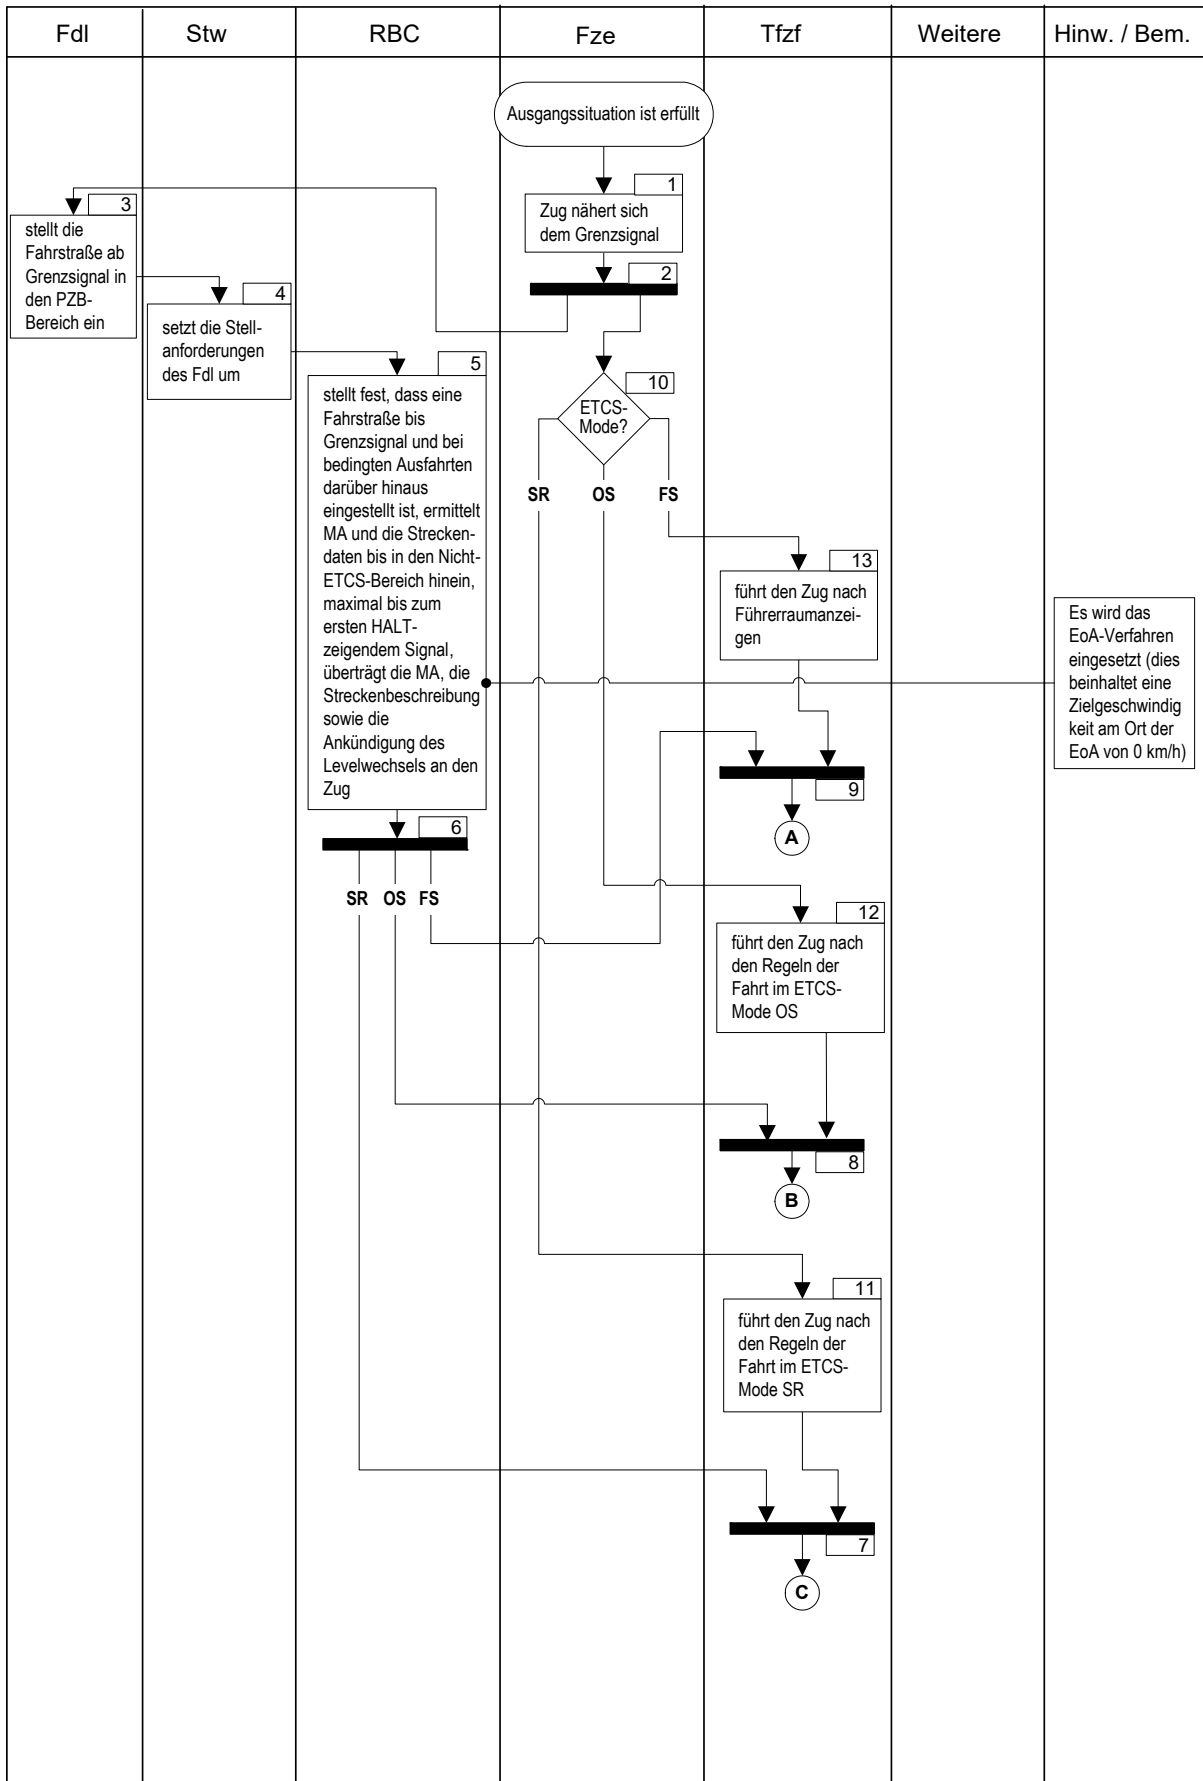 Fdl
Stw
RBC
Fze
Tfzf
Weitere
Hinw. / Bem.
Ausgangssituation ist erfüllt
1
Zug nähert sich
dem Grenzsignal
2
3
stellt die
Fahrstraße ab
Grenzsignal in
den PZB-
Bereich ein
4
setzt die Stell-
anforderungen
des Fdl um
5
stellt fest, dass eine
Fahrstraße bis
Grenzsignal und bei
bedingten Ausfahrten
darüber hinaus
eingestellt ist, ermittelt
MA und die Strecken-
daten bis in den Nicht-
ETCS-Bereich hinein,
maximal bis zum
ersten HALT-
zeigendem Signal,
überträgt die MA, die
Streckenbeschreibung
sowie die
Ankündigung des
Levelwechsels an den
Zug
10
ETCS-
Mode?
SR
OS
FS
13
führt den Zug nach
Führerraumanzei-
gen
Es wird das
EoA-Verfahren
eingesetzt (dies
beinhaltet eine
Zielgeschwindig
keit am Ort der
EoA von 0 km/h)
9
A
6
SR
OS
FS
12
führt den Zug nach
den Regeln der
Fahrt im ETCS-
Mode OS
8
B
11
führt den Zug nach
den Regeln der
Fahrt im ETCS-
Mode SR
7
C